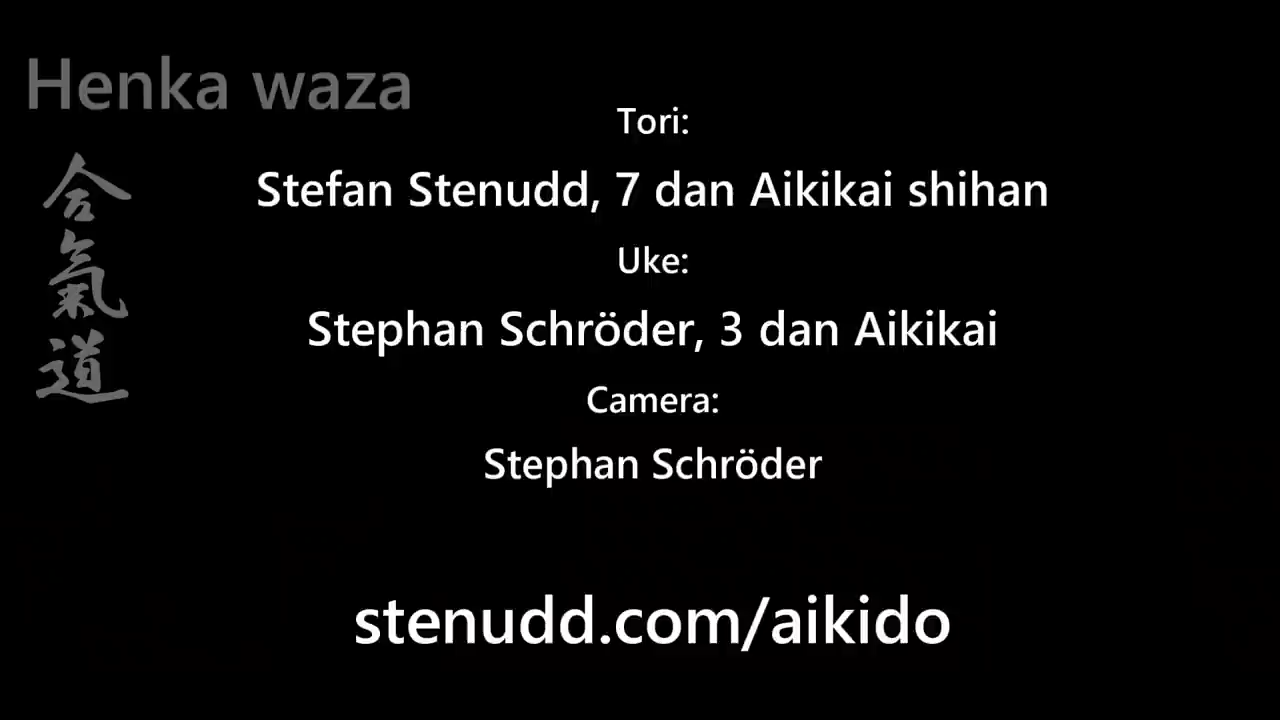 Henka waza
合氣道
Tori:
Stefan Stenudd, 7 dan Aikikai shihan
Uke:
Stephan Schröder, 3 dan Aikikai
Camera:
Stephan Schröder
stenudd.com/aikido